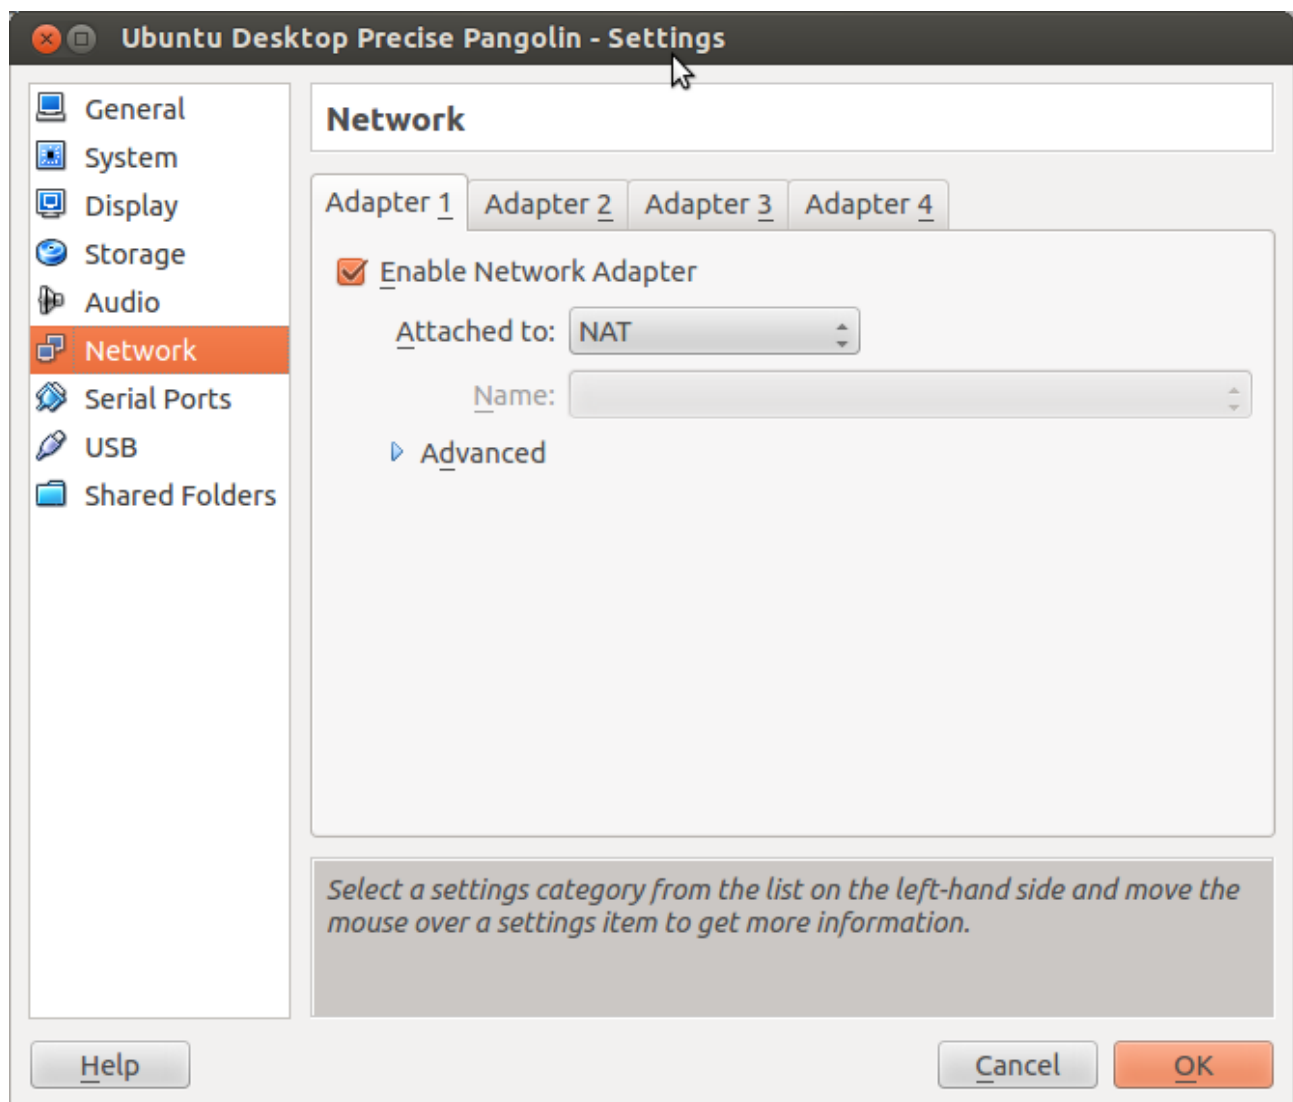 Ubuntu Desktop Precise Pangolin - Settings
General
System
Display
Storage
Audio
Network
Serial Ports
USB
Shared Folders
Network
Adapter 1 Adapter 2 Adapter 3 Adapter 4
Enable Network Adapter
Attached to: NAT
Name:
Advanced
Select a settings category from the list on the left-hand side and move the
mouse over a settings item to get more information.
Help Cancel OK